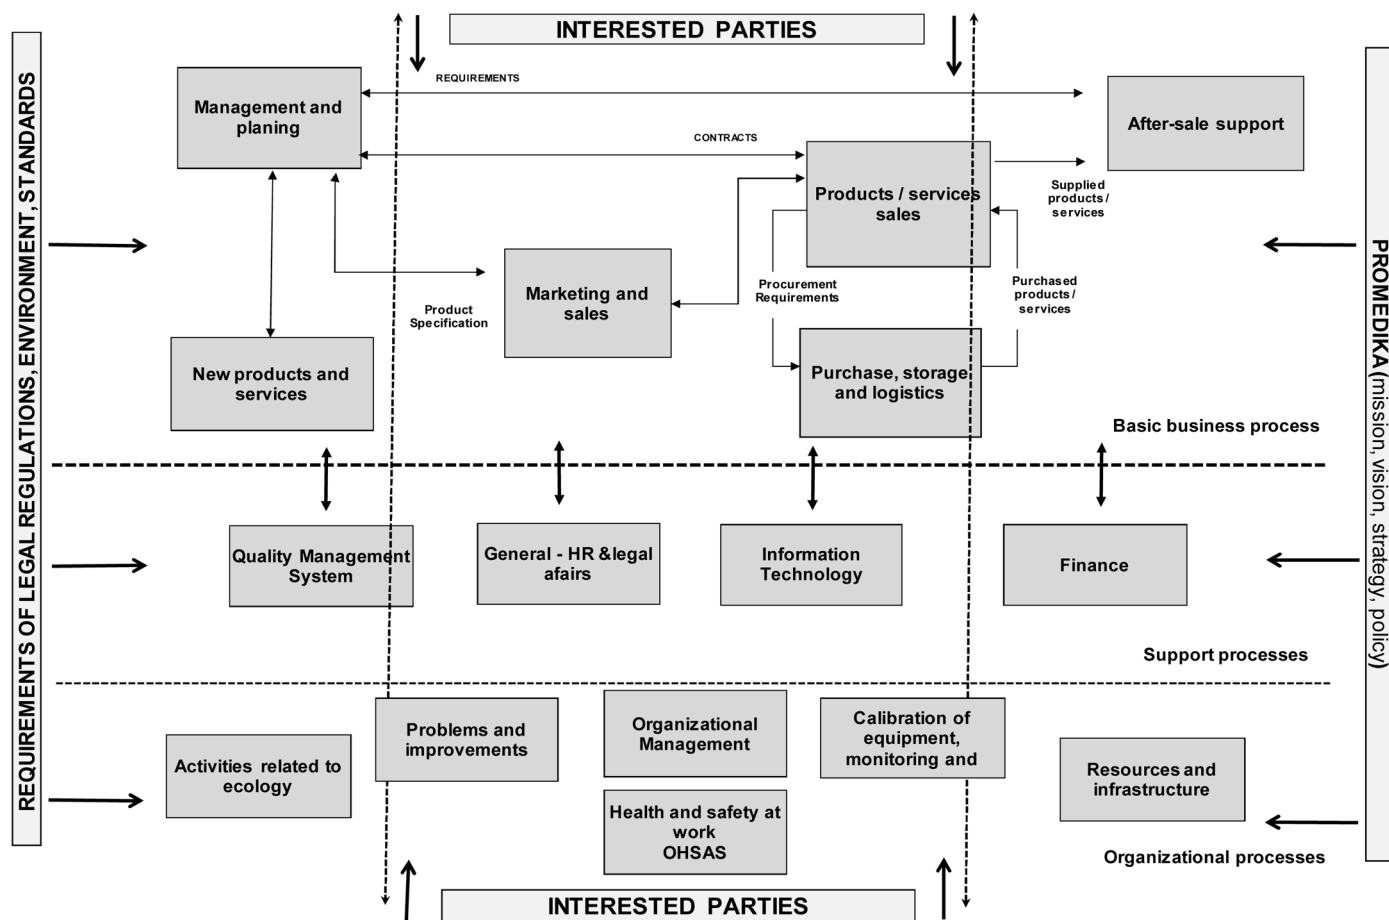 INTERESTED PARTIES
REQUIREMENTS OF LEGAL REGULATIONS, ENVIRONMENT, STANDARDS
PROMEDIKA (mission, vision, strategy, policy)
REQUIREMENTS
Management and
planing
After-sale support
CONTRACTS
Products / services
sales
Supplied
products /
services
Marketing and
sales
Product
Specification
Procurement
Requirements
Purchased
products /
services
New products and
services
Purchase, storage
and logistics
Basic business process
Quality Management
System
General - HR &legal
afairs
Information
Technology
Finance
Support processes
Activities related to
ecology
Problems and
improvements
Organizational
Management
Calibration of
equipment,
monitoring and
Resources and
infrastructure
Health and safety at
work
OHSAS
Organizational processes
INTERESTED PARTIES